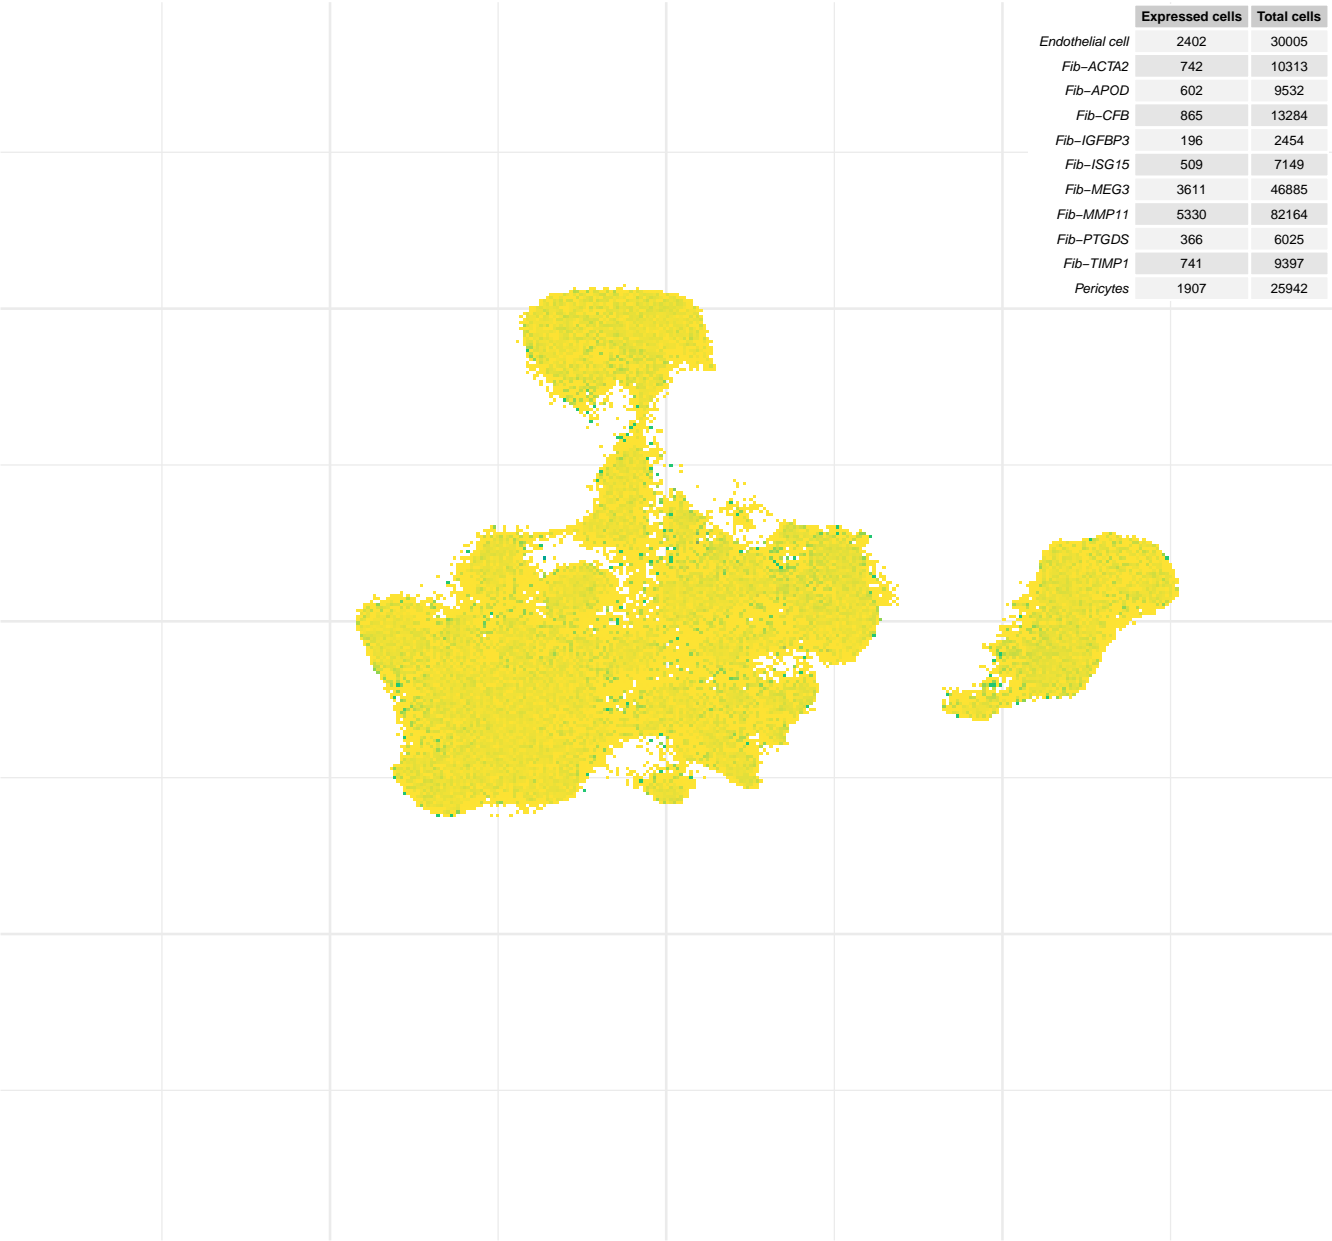 Expressed cells Total cells
Endothelial cell 2402 30005
Fib−ACTA2 742 10313
Fib−APOD 602 9532
Fib−CFB 865 13284
Fib−IGFBP3 196 2454
Fib−ISG15 509 7149
Fib−MEG3 3611 46885
Fib−MMP11 5330 82164
Fib−PTGDS 366 6025
Fib−TIMP1 741 9397
Pericytes 1907 25942